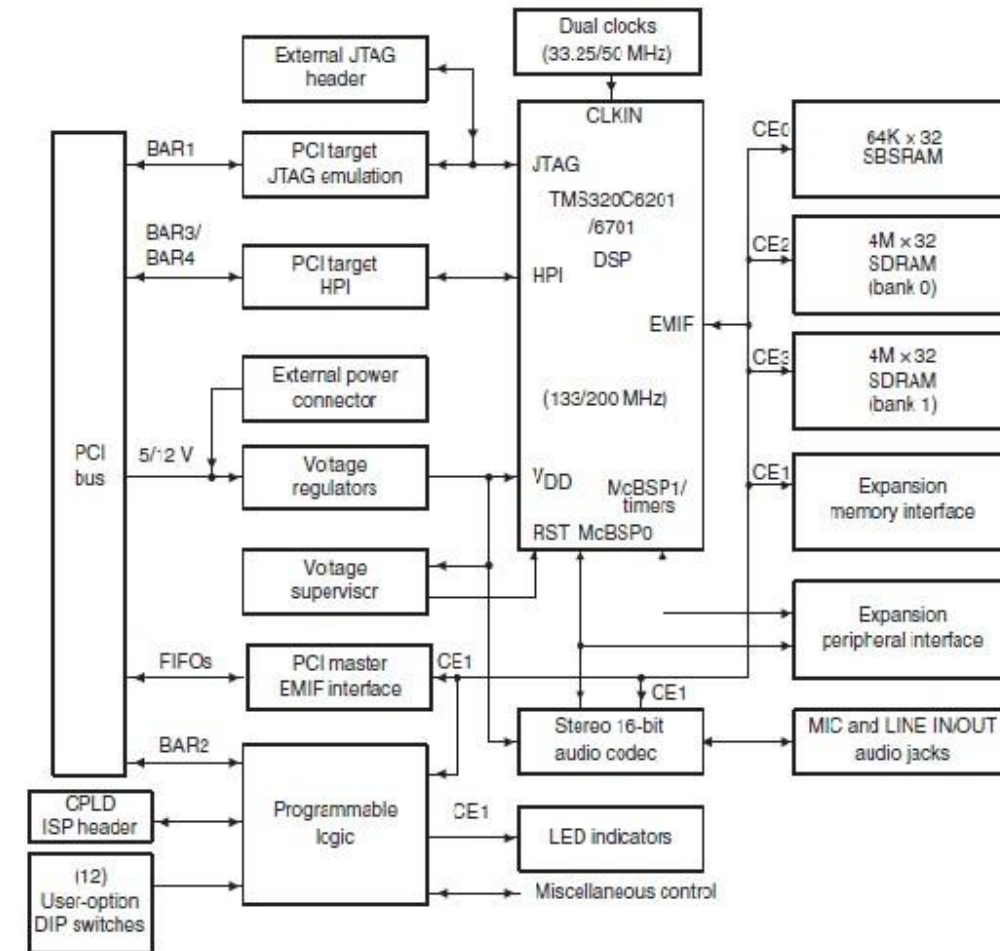 Dual clocks
(33.25/50 MHz)
External JTAG
header
CLKIN
CE0
64K x 32
SBSRAM
BAR1
PCI target
JTAG emulation
JTAG
TMS320C6201
/6701
DSP
BAR3/
BAR4
PCI target
HPI
HPI
CE2
4M × 32
SDRAM
(bank 0)
EMIF
CE3
4M × 32
SDRAM
(bank 1)
External power
connector
(133/200 MHz)
PCI
bus
5/12 V
Votage
regulators
VDD
McBSP1/
timers
RST McBSP0
CE1
Expansion
memory interface
Votage
supervisor
Expansion
peripheral interface
FIFOs
PCI master
EMIF interface
CE1
CE1
BAR2
Stereo 16-bit
audio codec
MIC and LINE IN/OUT
audio jacks
CPLD
ISP header
Programmable
logic
CE1
LED indicators
(12)
User-option
DIP switches
Miscellaneous control